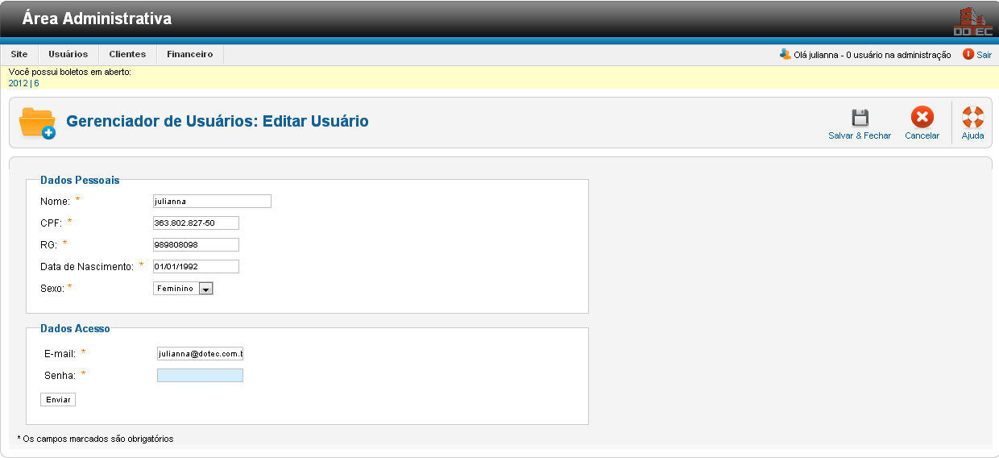 Área Administrativa
DOTEC
Site Usuários Clientes Financeiro Olá julianna - 0 usuário na administração Sair
Você possui boletos em aberto:
2012 | 6
Gerenciador de Usuários: Editar Usuário
Salvar & Fechar Cancelar Ajuda
Dados Pessoais
Nome: * julianna
CPF: * 363.802.827-50
RG: * 989808098
Data de Nascimento: * 01/01/1992
Sexo: * Feminino
Dados Acesso
E-mail: * julianna@dotec.com.b
Senha: *
Enviar
* Os campos marcados são obrigatórios